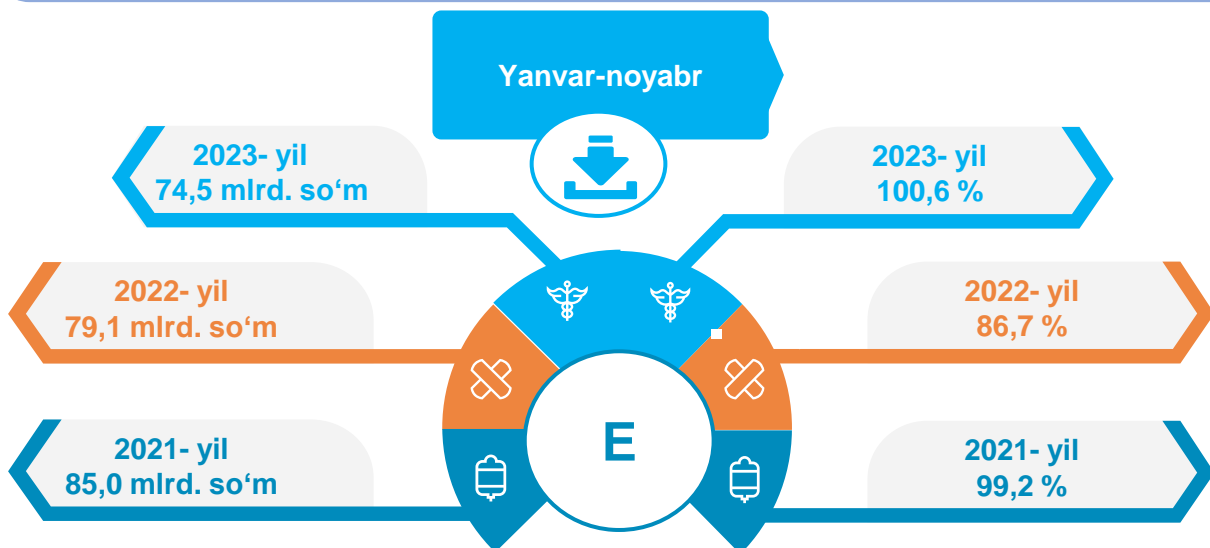 Yanvar-noyabr
2023- yil
74,5 mlrd. so‘m
2023- yil
100,6 %
2022- yil
79,1 mlrd. so‘m
2022- yil
86,7 %
2021- yil
85,0 mlrd. so‘m
2021- yil
99,2 %
E